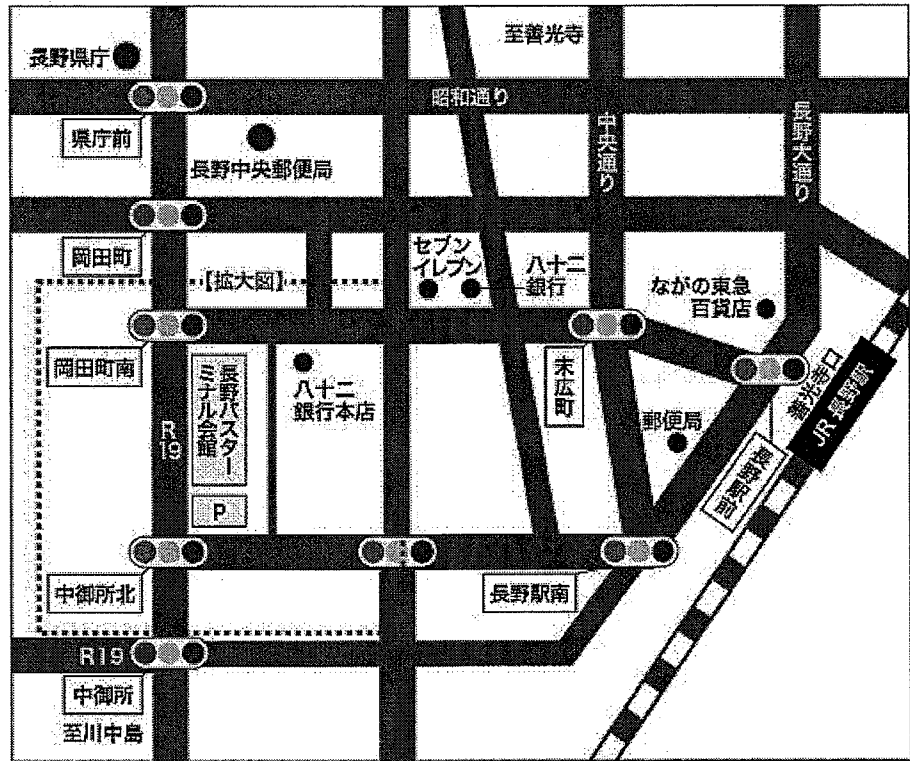 至善光寺
長野県庁
昭和通り
県庁前
中央通り
長野大通り
長野中央郵便局
岡田町
セブン
イレブン
八十二
銀行
【拡大図】
ながの東急
百貨店
岡田町南
長野バスター
ミナル会館
八十二
銀行本店
末広町
善光寺口
JR 長野駅
R
19
郵便局
長野駅前
P
中御所北
長野駅南
R19
中御所
至川中島